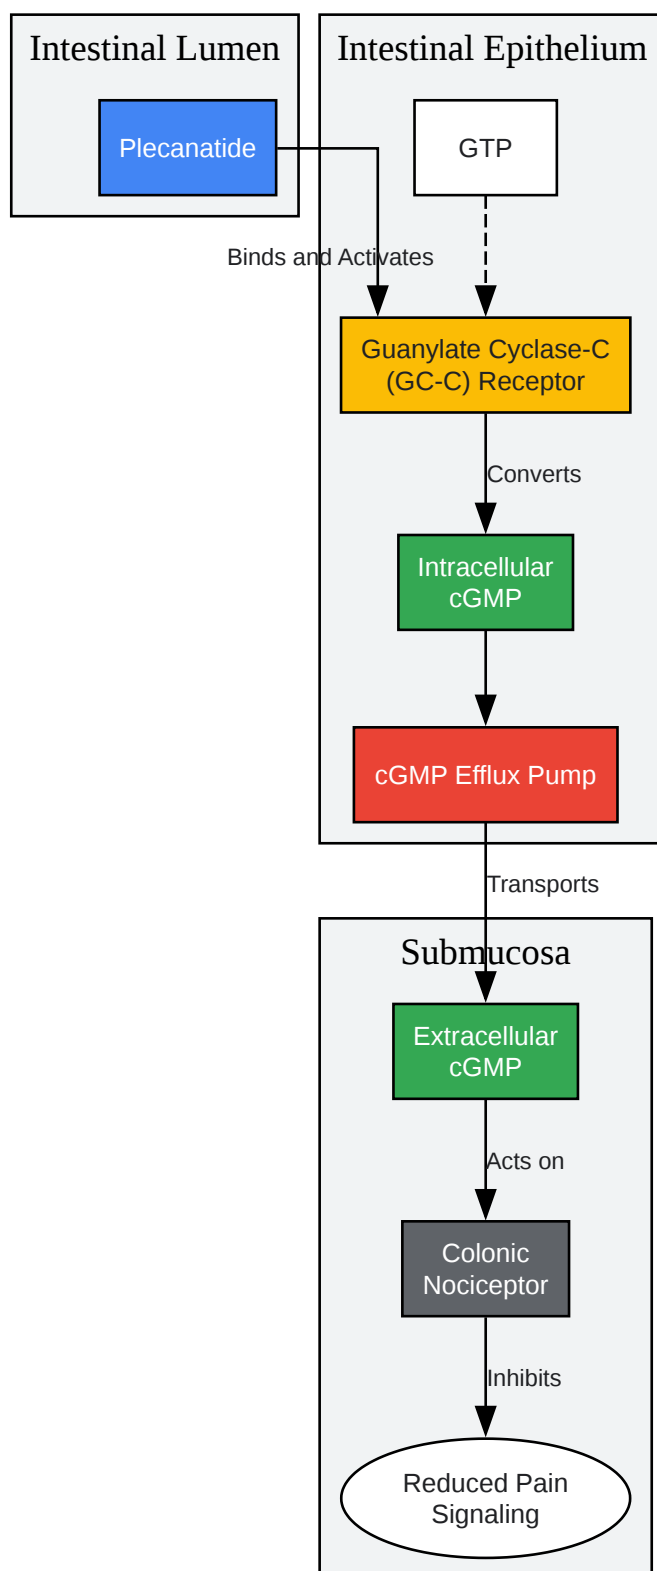 Intestinal Lumen
Intestinal Epithelium
Plecanatide
GTP
Binds and Activates
Guanylate Cyclase-C
(GC-C) Receptor
Converts
Intracellular
cGMP
cGMP Efflux Pump
Transports
Submucosa
Extracellular
cGMP
Acts on
Colonic
Nociceptor
Inhibits
Reduced Pain
Signaling